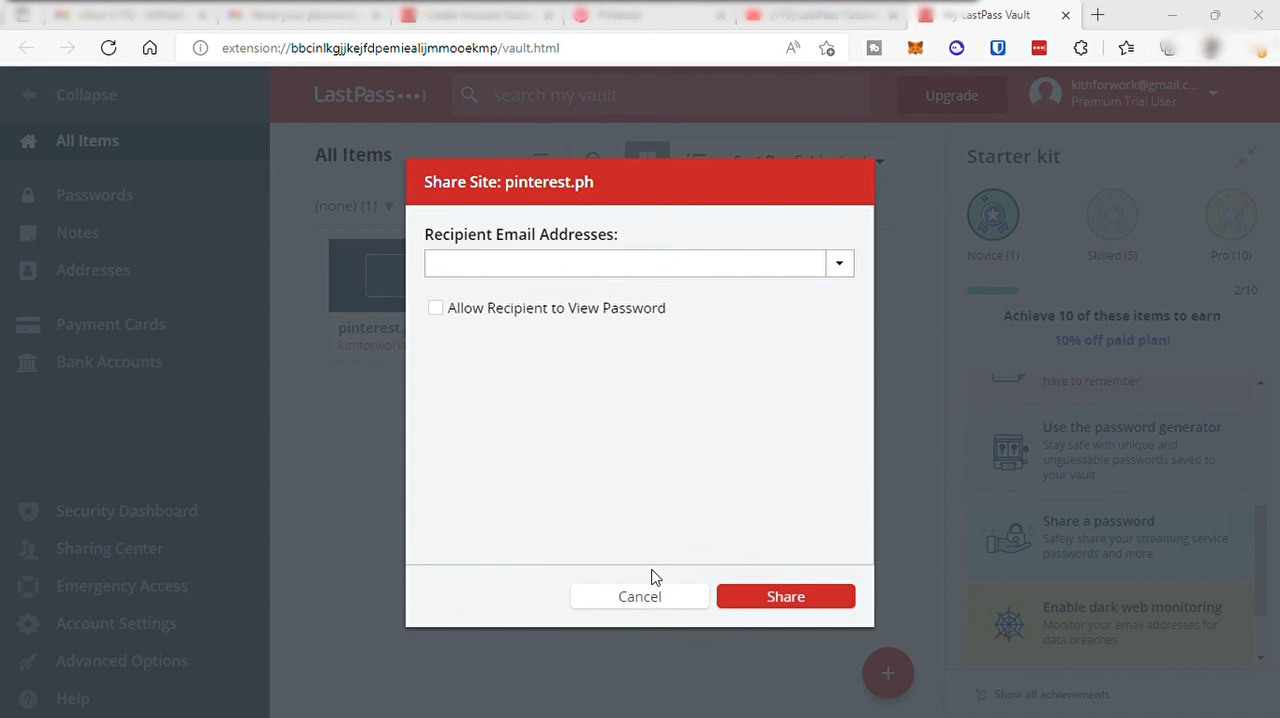 My LastPass Vault
extension://bbcinlkgjjkejfdpemiealijmmooekmp/vault.html
Collapse
LastPass
search my vault
Upgrade
kithforwork@gmail.c...
Premium Trial User
All Items
Passwords
Notes
Addresses
Payment Cards
Bank Accounts
Security Dashboard
Sharing Center
Emergency Access
Account Settings
Advanced Options
Help
All Items
(none) (1)
pinterest.
kithforwork
Share Site: pinterest.ph
Recipient Email Addresses:
Allow Recipient to View Password
Cancel
Share
Starter kit
Novice (1)
Skilled (5)
Pro (10)
2/10
Achieve 10 of these items to earn
10% off paid plan!
have to remember
Use the password generator
Stay safe with unique and
unguessable passwords saved to
your vault
Share a password
Safely share your streaming service
passwords and more
Enable dark web monitoring
Monitor your email addresses for
data breaches
Show all achievements